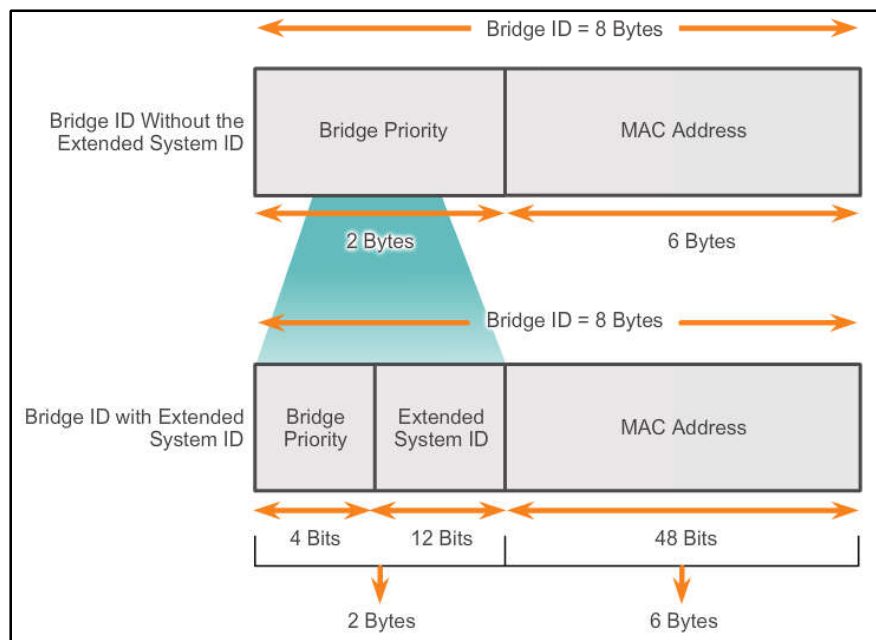 Bridge ID = 8 Bytes
Bridge ID Without the
Extended System ID
Bridge Priority
MAC Address
2 Bytes
6 Bytes
Bridge ID = 8 Bytes
Bridge ID with Extended
System ID
Bridge
Priority
Extended
System ID
MAC Address
4 Bits
12 Bits
48 Bits
2 Bytes
6 Bytes